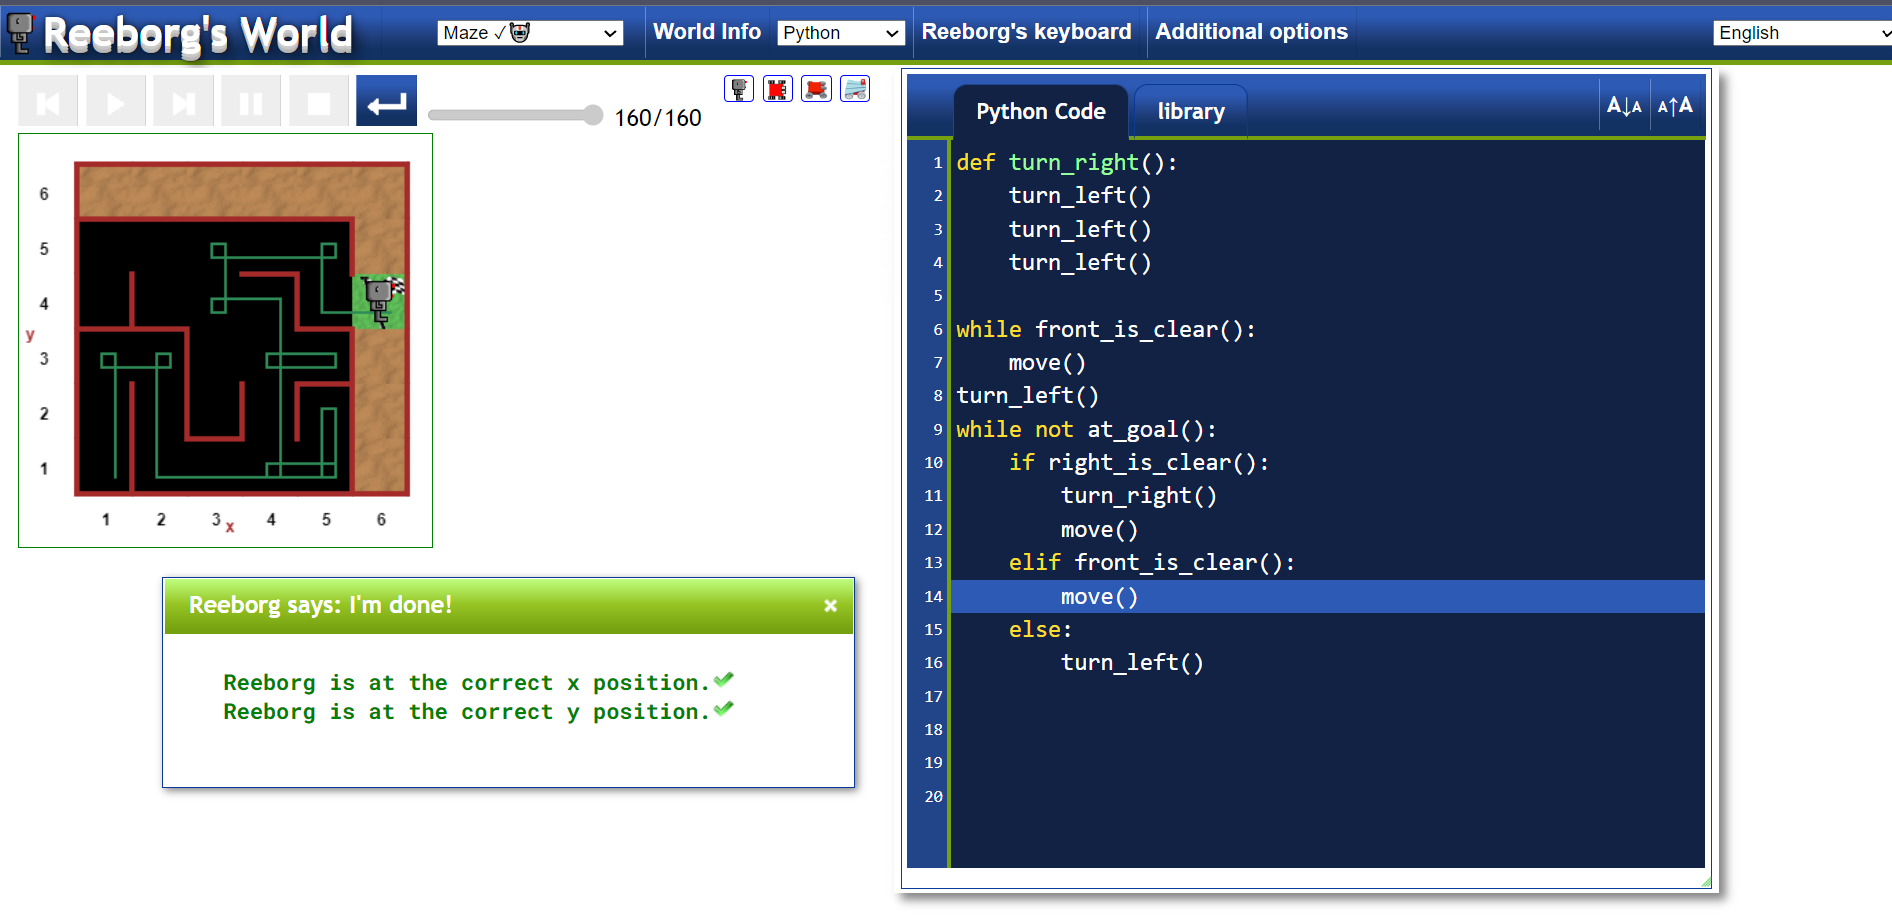 Reeborg's World
Maze ✓
World Info
Python
Reeborg's keyboard
Additional options
English
160/160
Python Code
library
A↓A
A↑A
6
5
4
y
3
2
1
1 2 3 x 4 5 6
1 def turn_right():
2     turn_left()
3     turn_left()
4     turn_left()
5
6 while front_is_clear():
7     move()
8 turn_left()
9 while not at_goal():
10     if right_is_clear():
11         turn_right()
12         move()
13     elif front_is_clear():
14         move()
15     else:
16         turn_left()
17
18
19
20
Reeborg says: I'm done!
×
Reeborg is at the correct x position.✔
Reeborg is at the correct y position.✔